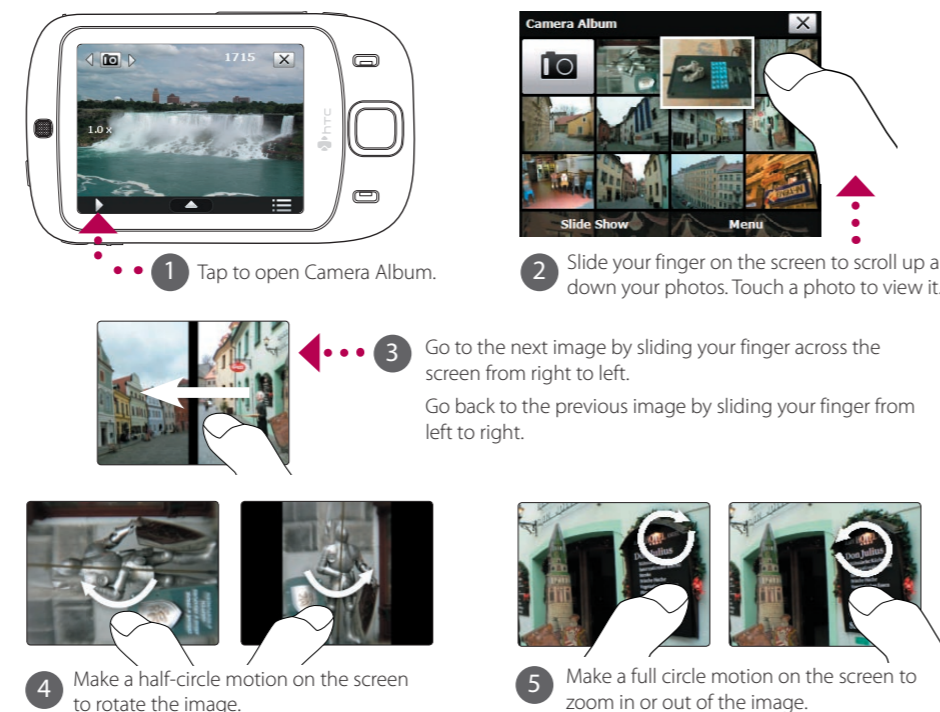 1715
1.0 x
hTC
1 Tap to open Camera Album.
Camera Album
Slide Show Menu
2 Slide your finger on the screen to scroll up a
down your photos. Touch a photo to view it.
3 Go to the next image by sliding your finger across the
screen from right to left.
Go back to the previous image by sliding your finger from
left to right.
4 Make a half-circle motion on the screen
to rotate the image.
Don Julius
Don Julius
5 Make a full circle motion on the screen to
zoom in or out of the image.